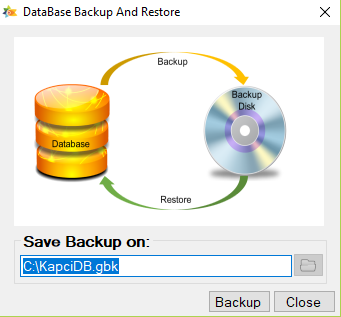 DataBase Backup And Restore
Backup
Backup
Disk
Database
Restore
Save Backup on:
C:\KapciDB.gbk
Backup Close